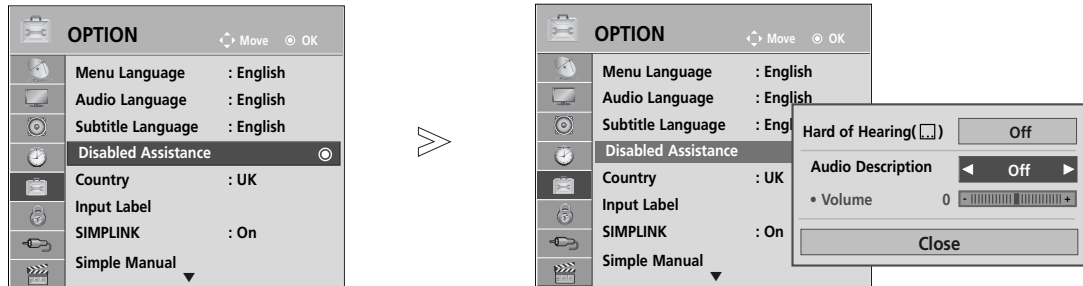 OPTION
Move OK
Menu Language : English
Audio Language : English
Subtitle Language : English
Disabled Assistance
Country : UK
Input Label
SIMPLINK : On
Simple Manual
OPTION
Move OK
Menu Language : English
Audio Language : English
Subtitle Language : Engl
Disabled Assistance
Country : UK
Input Label
SIMPLINK : On
Simple Manual
Hard of Hearing( ) Off
Audio Description ◄ Off ►
• Volume 0 - +
Close